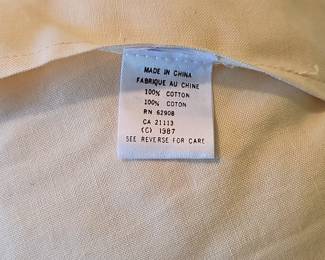 MADE IN CHINA
FABRIQUE AU CHINE
100% COTTON
100% COTON
RN 62908
CA 21113
(C) 1987
SEE REVERSE FOR CARE